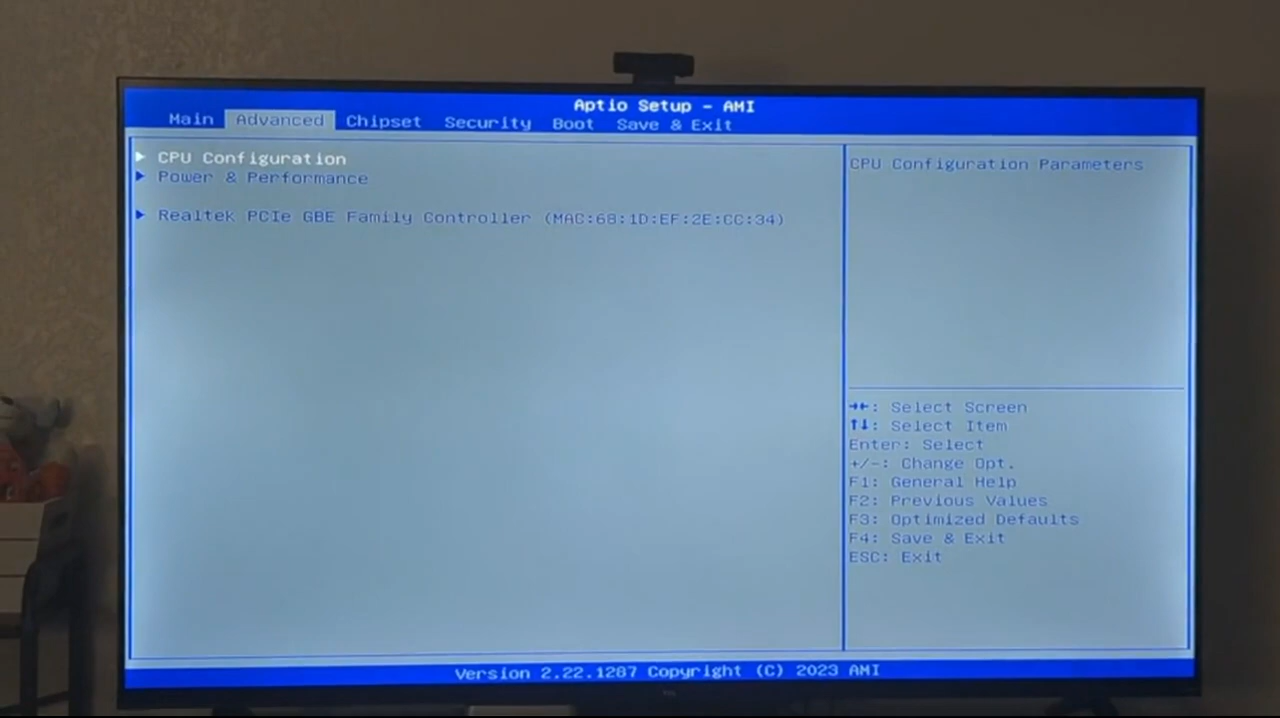 Aptio Setup – AMI
Main Advanced Chipset Security Boot Save & Exit
CPU Configuration
Power & Performance
Realtek PCIe GBE Family Controller (MAC:68:1D:EF:2E:CC:34)
CPU Configuration Parameters
→←: Select Screen
↑↓: Select Item
Enter: Select
+/-: Change Opt.
F1: General Help
F2: Previous Values
F3: Optimized Defaults
F4: Save & Exit
ESC: Exit
Version 2.22.1287 Copyright (C) 2023 AMI